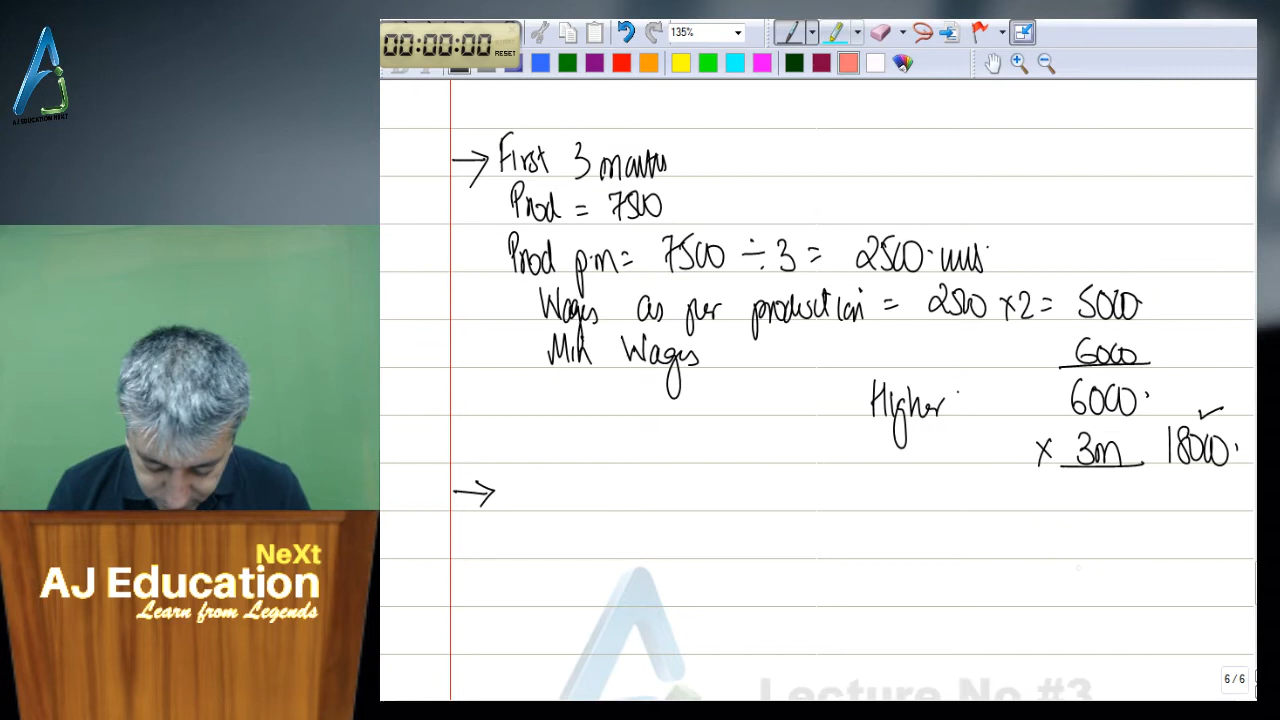 AJ EDUCATION NEXT
00:00:00
RESET
135%
→ First 3 months
Prod = 7500
Prod p.m = 7500 ÷ 3 = 2500 units
Wages as per production = 2500 × 2 = 5000
Min Wages 6000
Higher 6000
× 3m 18000 ✓
→
NeXt
AJ Education
Learn from Legends
Lecture No #3
6 / 6